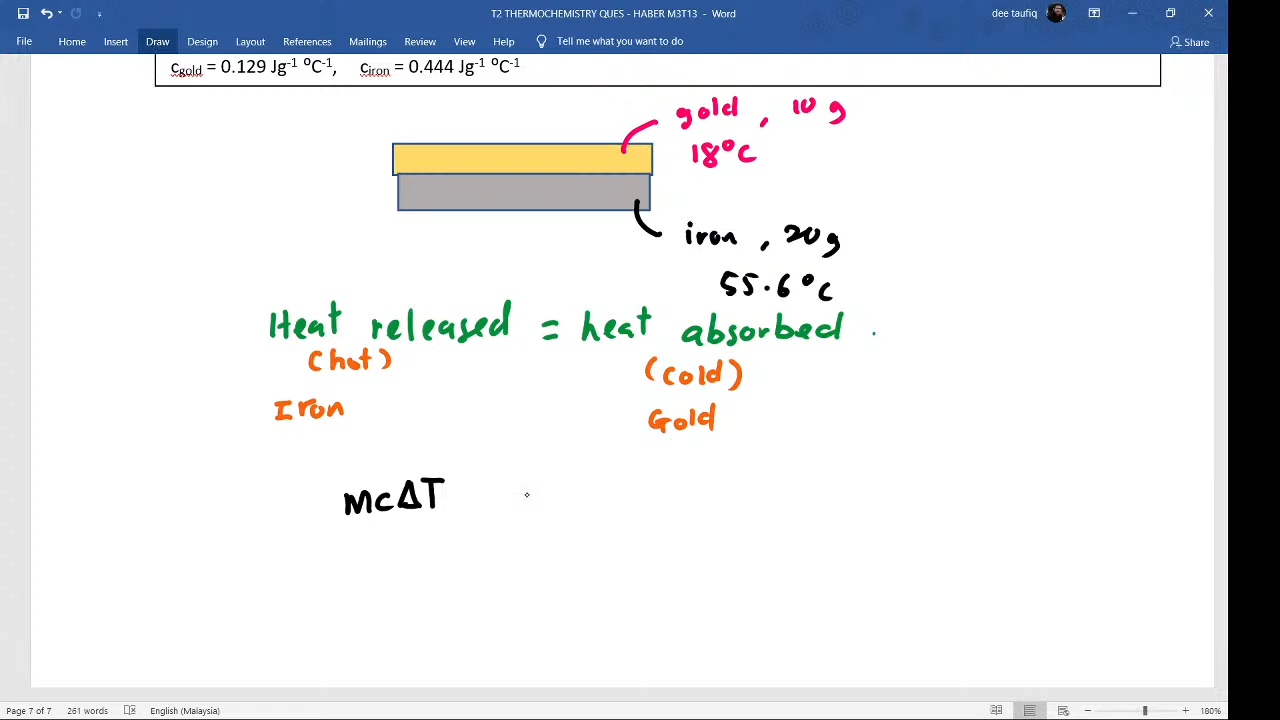 T2 THERMOCHEMISTRY QUES - HABER M3T13 - Word
dee taufiq
File Home Insert Draw Design Layout References Mailings Review View Help Tell me what you want to do Share
cgold = 0.129 Jg⁻¹ ⁰C⁻¹, ciron = 0.444 Jg⁻¹ ⁰C⁻¹
gold , 10 g
18°C
iron , 20g
55.6°C
Heat released = heat absorbed .
(hot) (cold)
Iron Gold
mcΔT
Page 7 of 7 261 words English (Malaysia) 180%